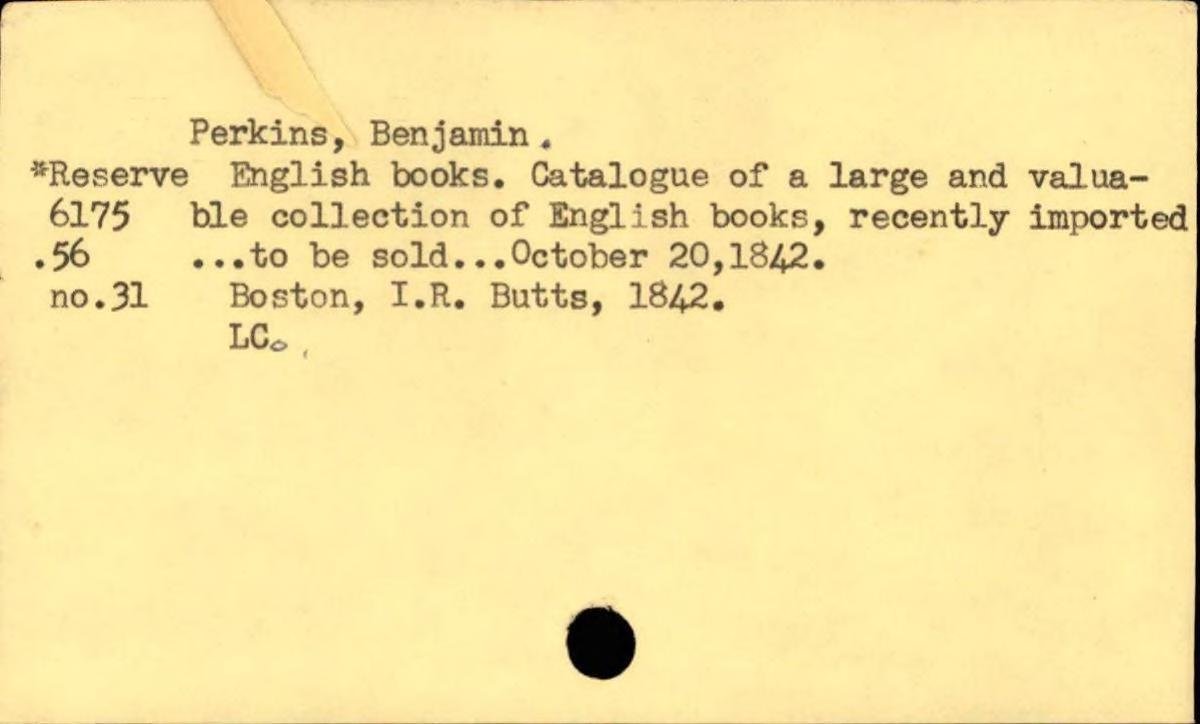 Perkins, Benjamin.
*Reserve English books. Catalogue of a large and valua-
6175 ble collection of English books, recently imported
.56 ...to be sold...October 20,1842.
no.31 Boston, I.R. Butts, 1842.
LC.